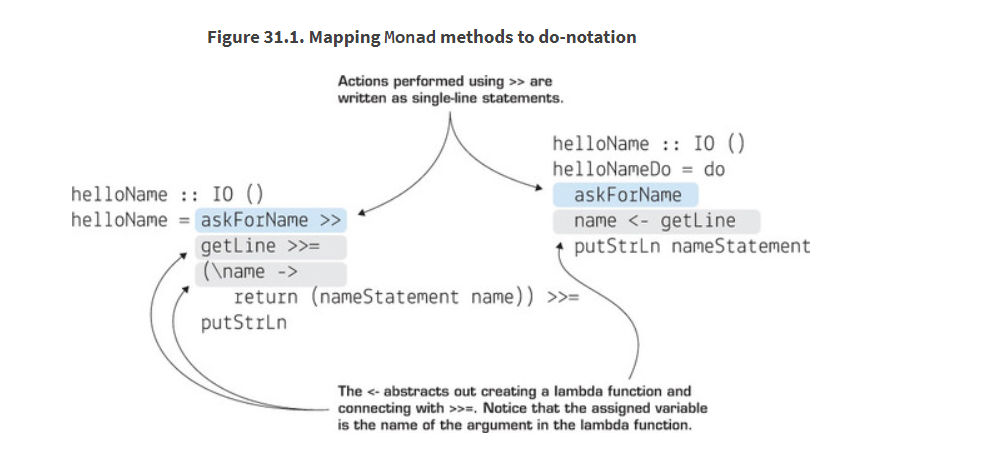 Figure 31.1. Mapping Monad methods to do-notation
Actions performed using >> are
written as single-line statements.
helloName :: IO ()
helloName = askForName >>
getLine >>=
(\name ->
return (nameStatement name)) >>=
putStrLn
helloName :: IO ()
helloNameDo = do
askForName
name <- getLine
putStrLn nameStatement
The <- abstracts out creating a lambda function and
connecting with >>=. Notice that the assigned variable
is the name of the argument in the lambda function.